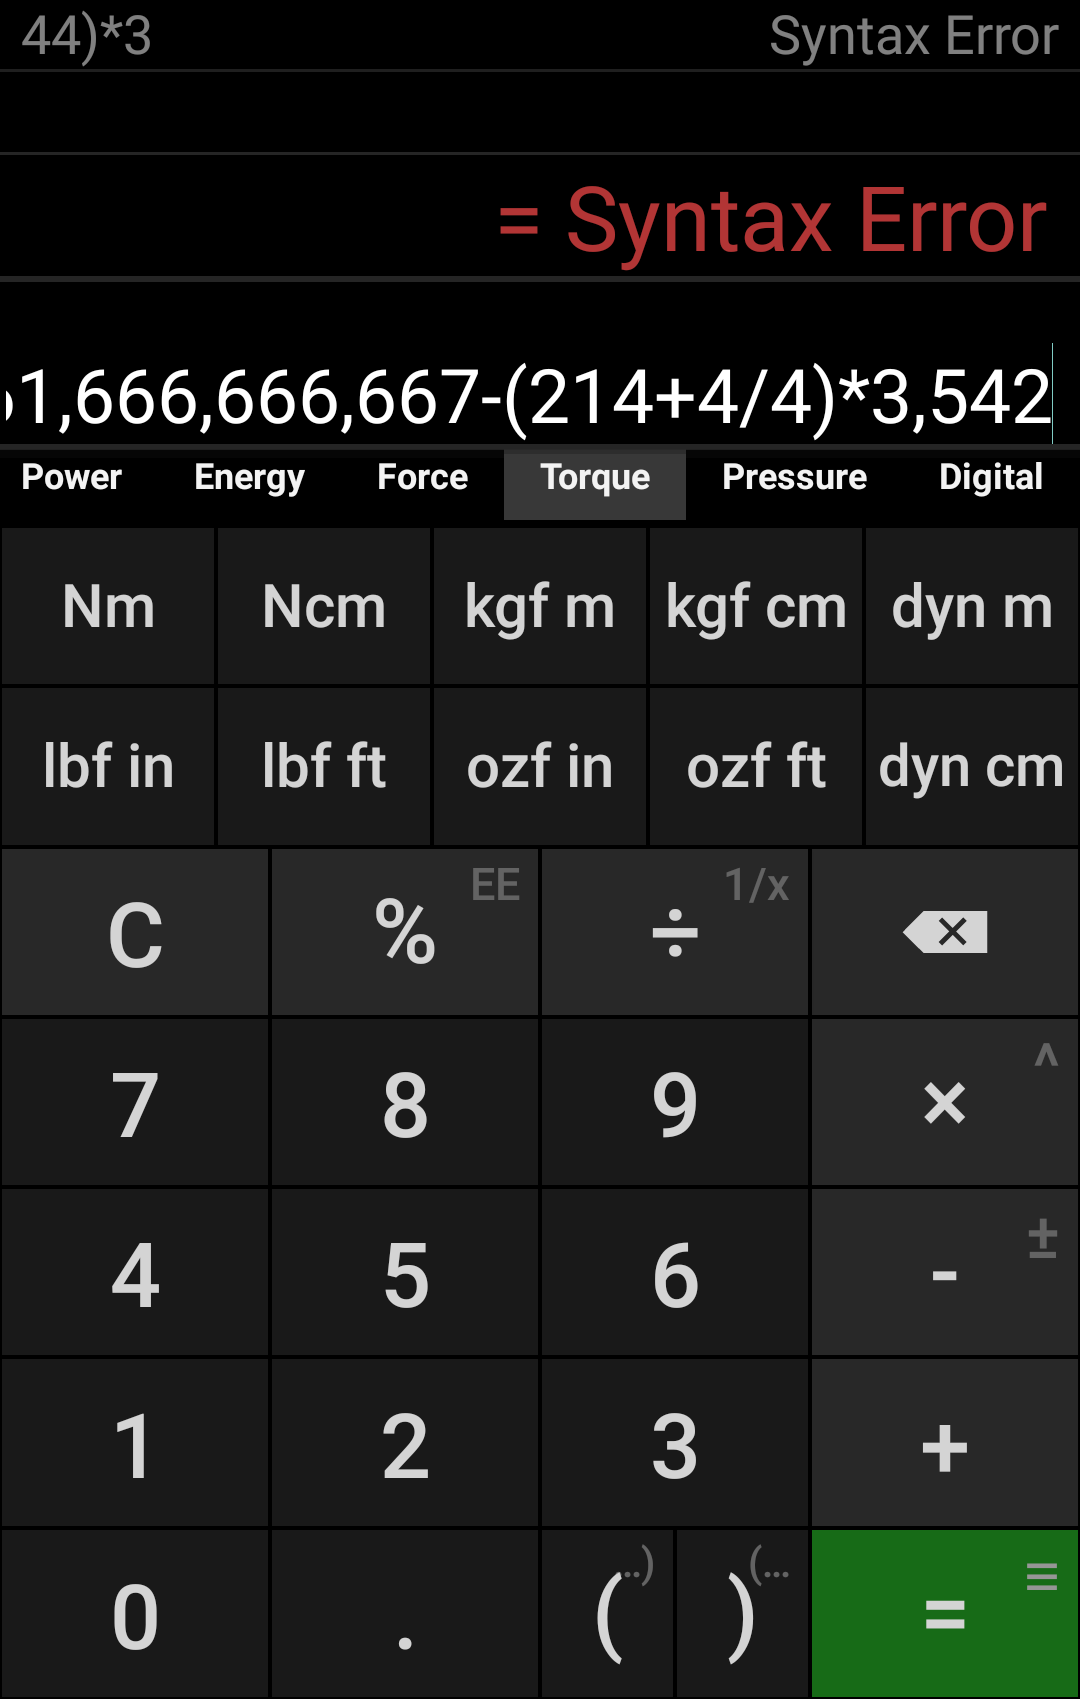 44)*3 Syntax Error
= Syntax Error
1,666,666,667-(214+4/4)*3,542
Power Energy Force Torque Pressure Digital
Nm Ncm kgf m kgf cm dyn m
lbf in lbf ft ozf in ozf ft dyn cm
C % EE ÷ 1/x
7 8 9 × ^
4 5 6 - ±
1 2 3 +
0 . ( ..) ) (... = ≡